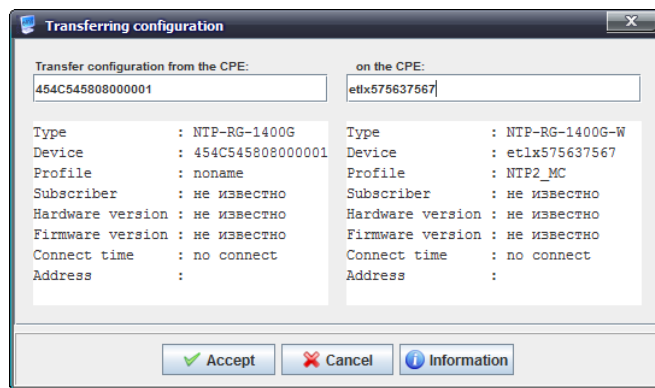 Transferring configuration
X
Transfer configuration from the CPE:
454C545808000001
Type : NTP-RG-1400G
Device : 454C545808000001
Profile : noname
Subscriber : не известно
Hardware version : не известно
Firmware version : не известно
Connect time : no connect
Address :
on the CPE:
etlx575637567
Type : NTP-RG-1400G-W
Device : etlx575637567
Profile : NTP2_MC
Subscriber : не известно
Hardware version : не известно
Firmware version : не известно
Connect time : no connect
Address :
Accept
Cancel
Information